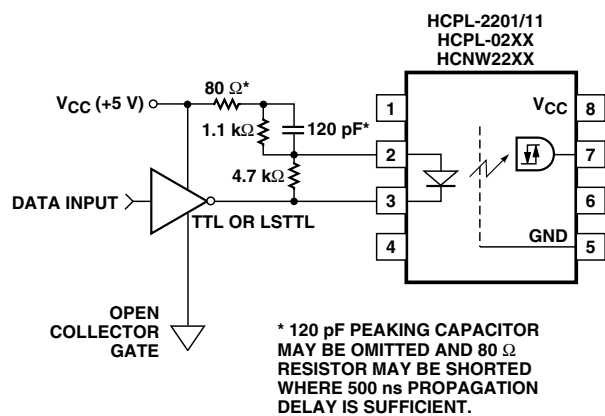 HCPL-2201/11
HCPL-02XX
HCNW22XX
80 Ω*
VCC (+5 V)
1.1 kΩ
120 pF*
4.7 kΩ
DATA INPUT
TTL OR LSTTL
OPEN
COLLECTOR
GATE
1
2
3
4
VCC
8
7
6
GND
5
* 120 pF PEAKING CAPACITOR
MAY BE OMITTED AND 80 Ω
RESISTOR MAY BE SHORTED
WHERE 500 ns PROPAGATION
DELAY IS SUFFICIENT.